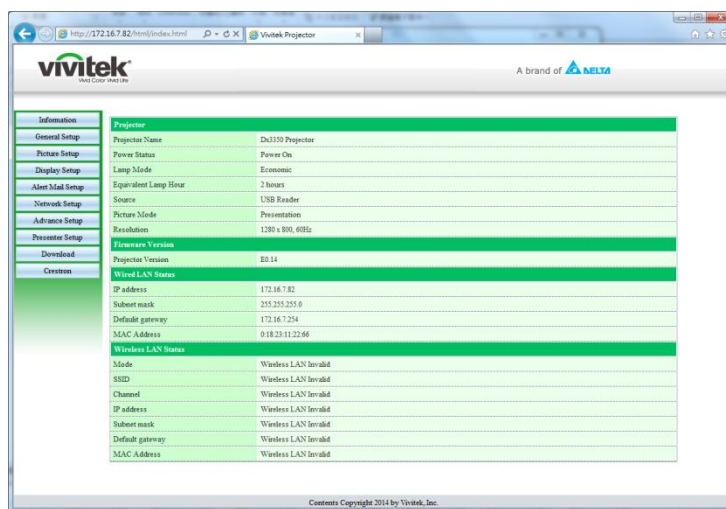 http://172.16.7.82/html/index.html
Vivitek Projector
vivitek
Vivid Color Vivid Life
A brand of DELTA
Information
General Setup
Picture Setup
Display Setup
Alert Mail Setup
Network Setup
Advance Setup
Presenter Setup
Download
Crestron
Projector
Projector Name Dx3350 Projector
Power Status Power On
Lamp Mode Economic
Equivalent Lamp Hour 2 hours
Source USB Reader
Picture Mode Presentation
Resolution 1280 x 800, 60Hz
Firmware Version
Projector Version E0.14
Wired LAN Status
IP address 172.16.7.82
Subnet mask 255.255.255.0
Default gateway 172.16.7.254
MAC Address 0:18:23:11:22:66
Wireless LAN Status
Mode Wireless LAN Invalid
SSID Wireless LAN Invalid
Channel Wireless LAN Invalid
IP address Wireless LAN Invalid
Subnet mask Wireless LAN Invalid
Default gateway Wireless LAN Invalid
MAC Address Wireless LAN Invalid
Contents Copyright 2014 by Vivitek, Inc.